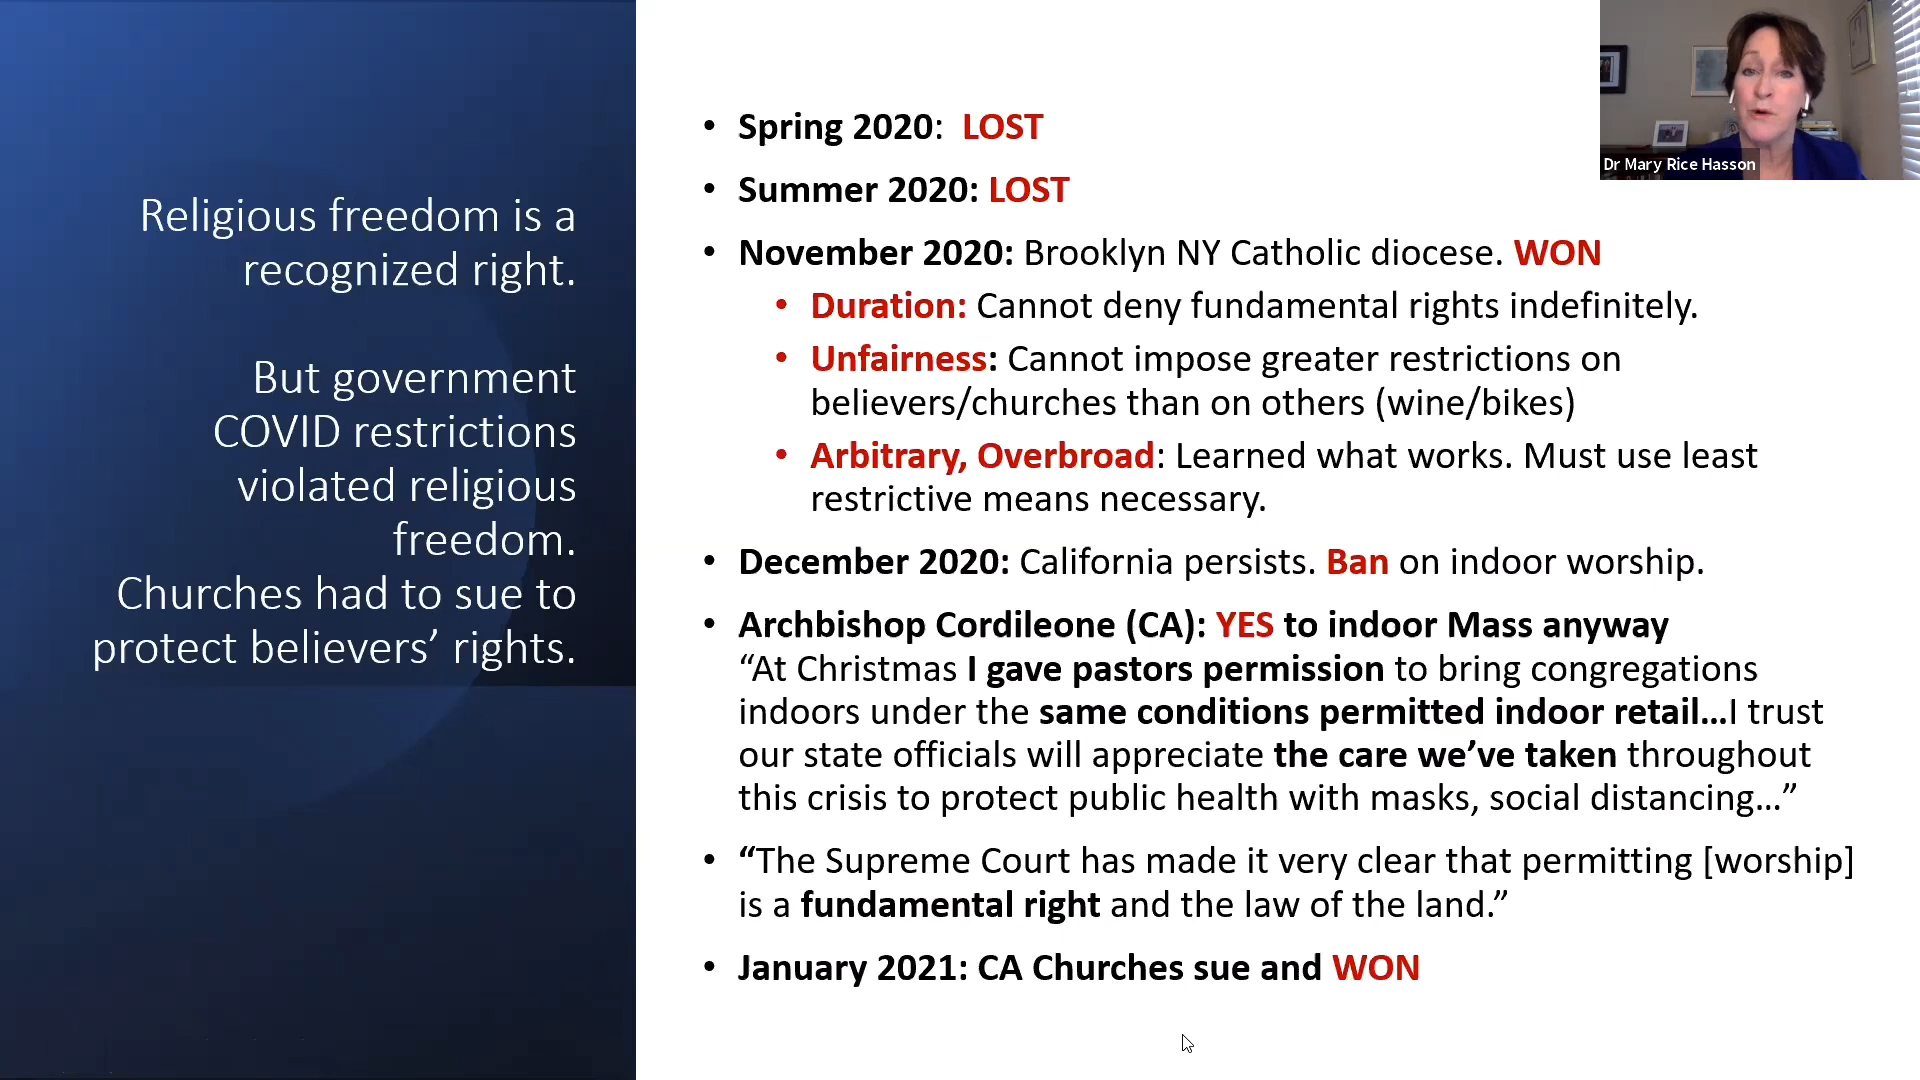 Religious freedom is a
recognized right.
But government
COVID restrictions
violated religious
freedom.
Churches had to sue to
protect believers’ rights.
• Spring 2020:  LOST
• Summer 2020: LOST
• November 2020: Brooklyn NY Catholic diocese. WON
• Duration: Cannot deny fundamental rights indefinitely.
• Unfairness: Cannot impose greater restrictions on
believers/churches than on others (wine/bikes)
• Arbitrary, Overbroad: Learned what works. Must use least
restrictive means necessary.
• December 2020: California persists. Ban on indoor worship.
• Archbishop Cordileone (CA): YES to indoor Mass anyway
“At Christmas I gave pastors permission to bring congregations
indoors under the same conditions permitted indoor retail…I trust
our state officials will appreciate the care we’ve taken throughout
this crisis to protect public health with masks, social distancing…”
• “The Supreme Court has made it very clear that permitting [worship]
is a fundamental right and the law of the land.”
• January 2021: CA Churches sue and WON
Dr Mary Rice Hasson